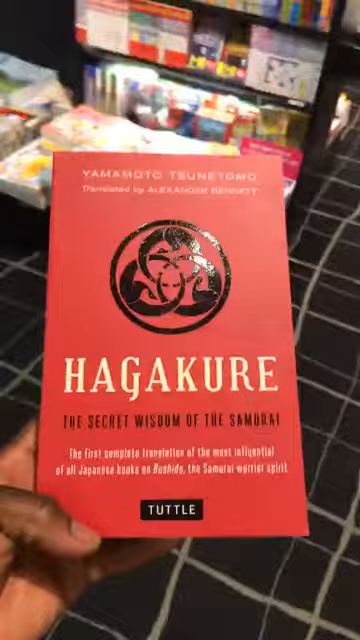 YAMAMOTO TSUNETOMO
Translated by ALEXANDER BENNETT
HAGAKURE
THE SECRET WISDOM OF THE SAMURAI
The first complete translation of the most influential
of all Japanese books on Bushido, the Samurai warrior spirit
TUTTLE